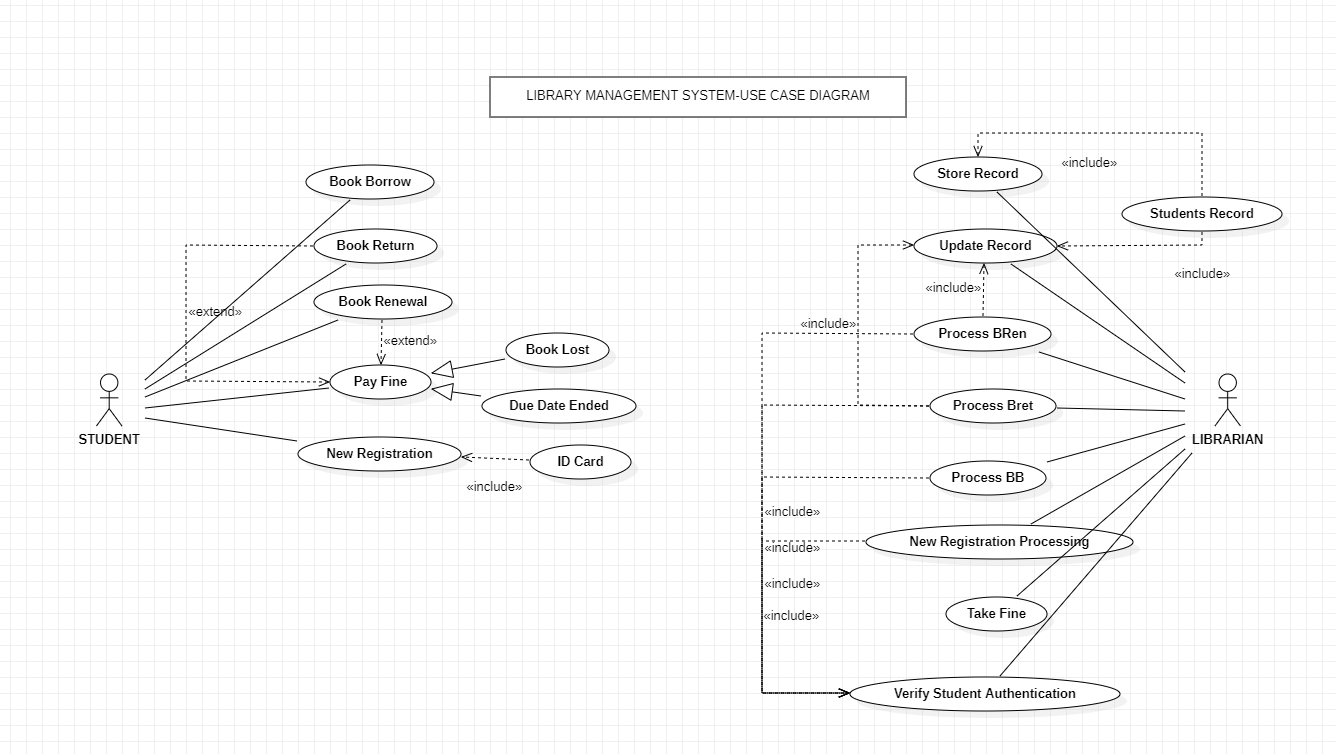 LIBRARY MANAGEMENT SYSTEM-USE CASE DIAGRAM
Book Borrow
Book Return
Book Renewal
«extend»
«extend»
Book Lost
Pay Fine
Due Date Ended
STUDENT
New Registration
ID Card
«include»
«include»
Store Record
Students Record
Update Record
«include»
«include»
«include»
Process BRen
Process Bret
LIBRARIAN
Process BB
«include»
New Registration Processing
«include»
«include»
Take Fine
«include»
Verify Student Authentication